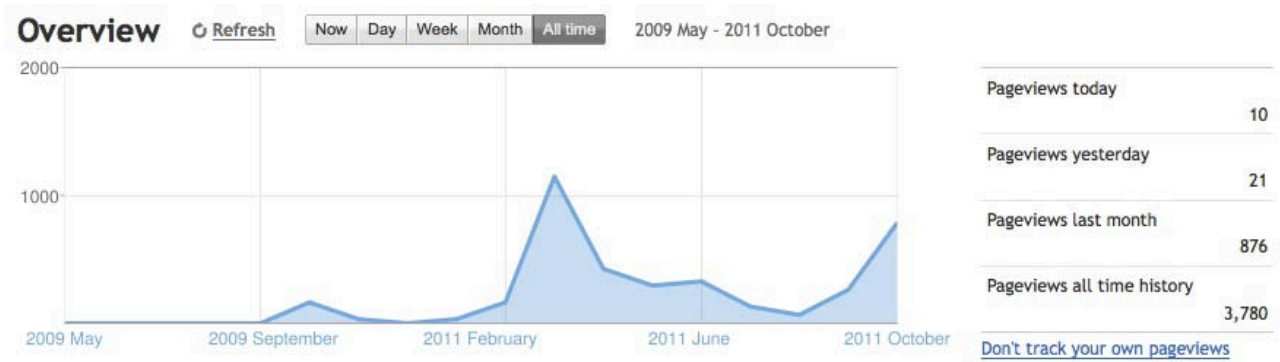 Overview Refresh Now Day Week Month All time 2009 May - 2011 October
2000
1000
2009 May 2009 September 2011 February 2011 June 2011 October
Pageviews today
10
Pageviews yesterday
21
Pageviews last month
876
Pageviews all time history
3,780
Don't track your own pageviews